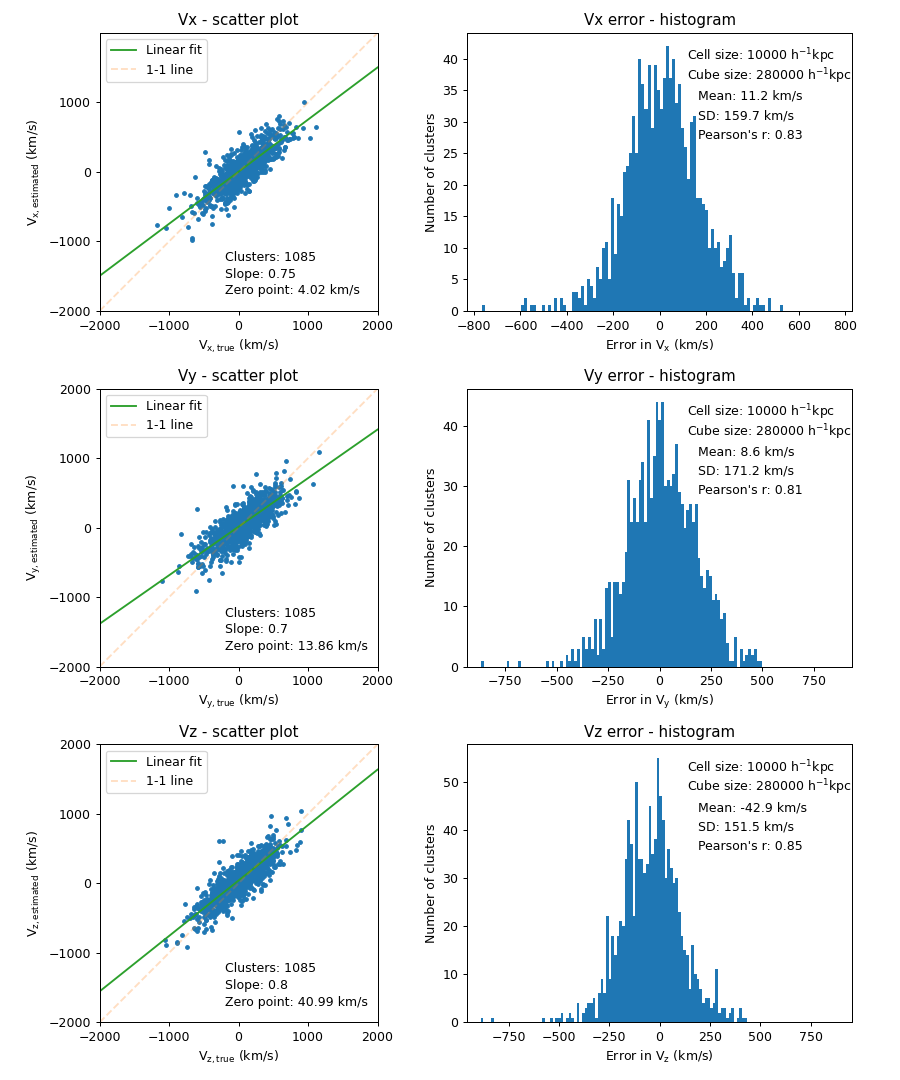 Vx - scatter plot
Linear fit
1-1 line
1000
0
−1000
−2000
−2000 −1000 0 1000 2000
Vx, estimated (km/s)
Vx, true (km/s)
Clusters: 1085
Slope: 0.75
Zero point: 4.02 km/s
Vx error - histogram
Cell size: 10000 h−1kpc
Cube size: 280000 h−1kpc
Mean: 11.2 km/s
SD: 159.7 km/s
Pearson's r: 0.83
40
35
30
25
20
15
10
5
0
−800 −600 −400 −200 0 200 400 600 800
Number of clusters
Error in Vx (km/s)
Vy - scatter plot
Linear fit
1-1 line
2000
1000
0
−1000
−2000
−2000 −1000 0 1000 2000
Vy, estimated (km/s)
Vy, true (km/s)
Clusters: 1085
Slope: 0.7
Zero point: 13.86 km/s
Vy error - histogram
Cell size: 10000 h−1kpc
Cube size: 280000 h−1kpc
Mean: 8.6 km/s
SD: 171.2 km/s
Pearson's r: 0.81
40
30
20
10
0
−750 −500 −250 0 250 500 750
Number of clusters
Error in Vy (km/s)
Vz - scatter plot
Linear fit
1-1 line
2000
1000
0
−1000
−2000
−2000 −1000 0 1000 2000
Vz, estimated (km/s)
Vz, true (km/s)
Clusters: 1085
Slope: 0.8
Zero point: 40.99 km/s
Vz error - histogram
Cell size: 10000 h−1kpc
Cube size: 280000 h−1kpc
Mean: -42.9 km/s
SD: 151.5 km/s
Pearson's r: 0.85
50
40
30
20
10
0
−750 −500 −250 0 250 500 750
Number of clusters
Error in Vz (km/s)